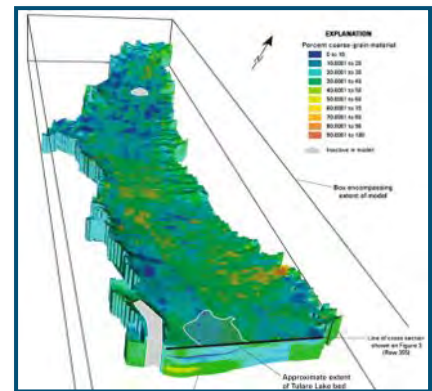 EXPLANATION
Percent coarse-grain material
0 to 10
10.0001 to 20
20.0001 to 30
30.0001 to 40
40.0001 to 50
50.0001 to 60
60.0001 to 70
70.0001 to 80
80.0001 to 90
90.0001 to 100
Inactive in model
Box encompassing
extent of model
Line of cross section
shown on Figure
(Row 355)
Approximate extent
of Tulare Lake bed